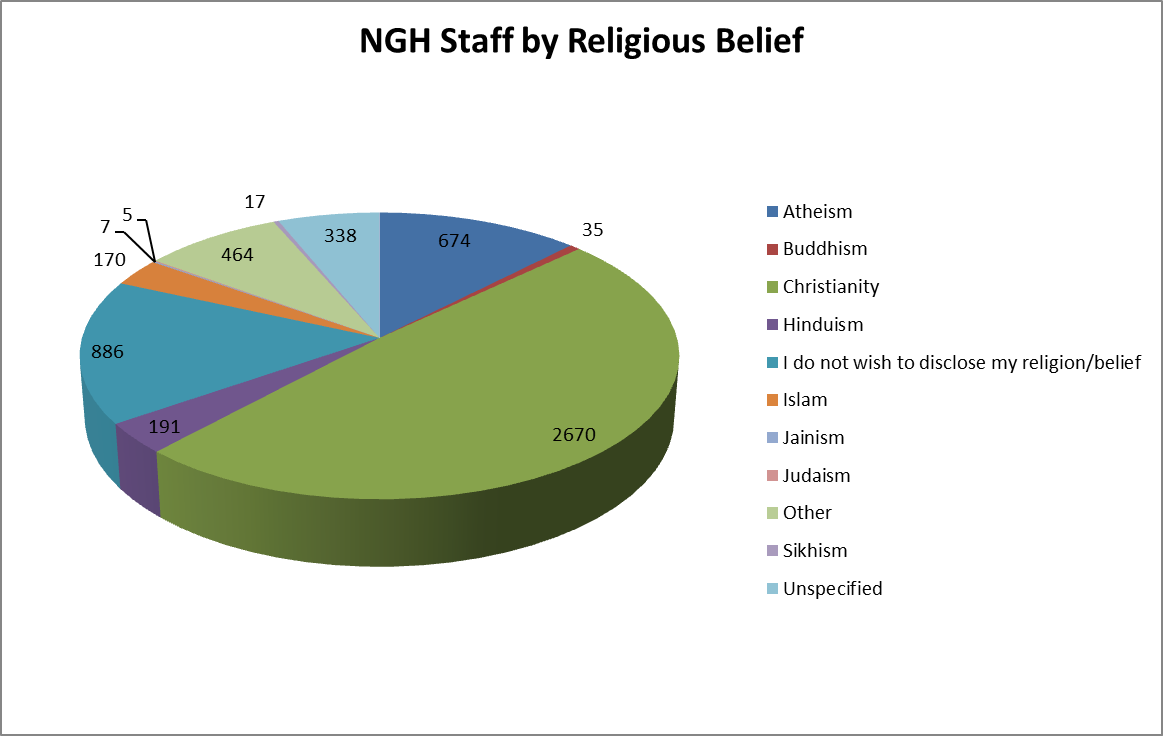 NGH Staff by Religious Belief
674
35
2670
191
886
170
7
5
464
17
338
Atheism
Buddhism
Christianity
Hinduism
I do not wish to disclose my religion/belief
Islam
Jainism
Judaism
Other
Sikhism
Unspecified